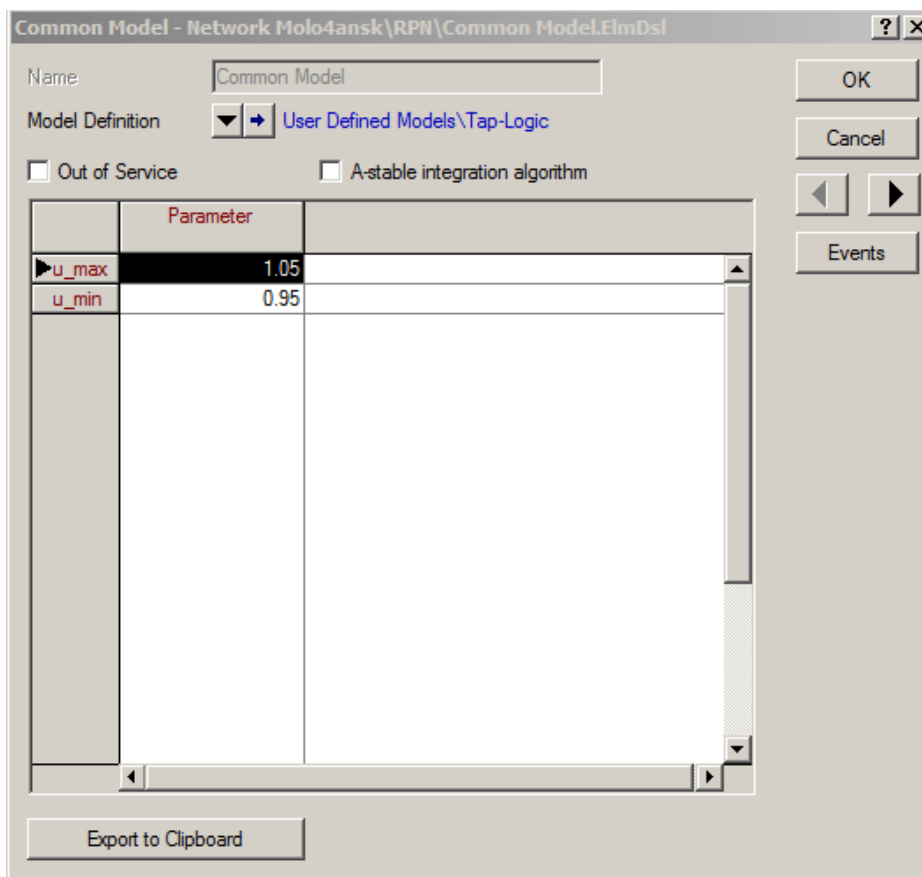 Common Model - Network Molo4ansk\RPN\Common Model.ElmDsl
Name Common Model
OK
Model Definition User Defined Models\Tap-Logic
Cancel
Out of Service A-stable integration algorithm
Parameter
Events
u_max 1.05
u_min 0.95
Export to Clipboard